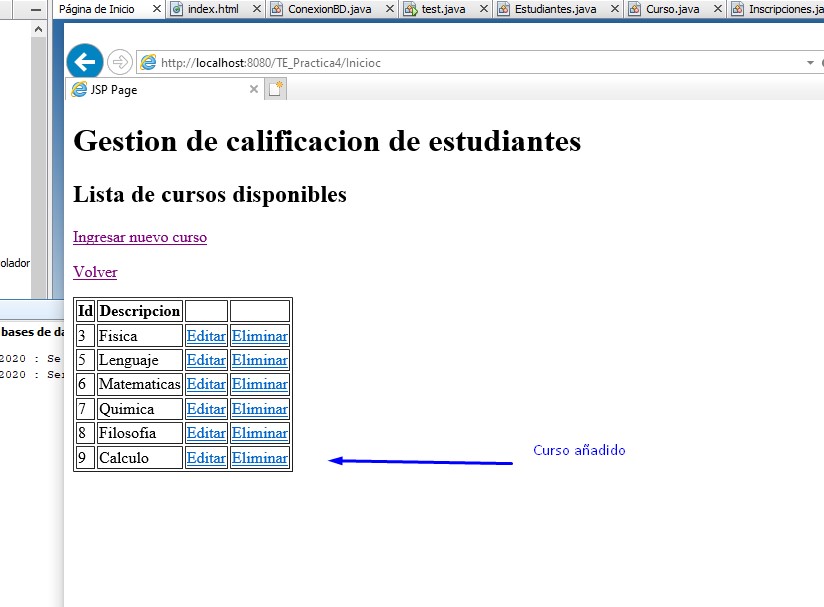 Página de Inicio index.html ConexionBD.java test.java Estudiantes.java Curso.java Inscripciones.ja
http://localhost:8080/TE_Practica4/Inicioc
JSP Page
Gestion de calificacion de estudiantes
Lista de cursos disponibles
Ingresar nuevo curso
olador
Volver
Id Descripcion
bases de da
3 Fisica Editar Eliminar
2020 : Se
5 Lenguaje Editar Eliminar
2020 : Ser
6 Matematicas Editar Eliminar
7 Quimica Editar Eliminar
8 Filosofía Editar Eliminar
9 Calculo Editar Eliminar
Curso añadido